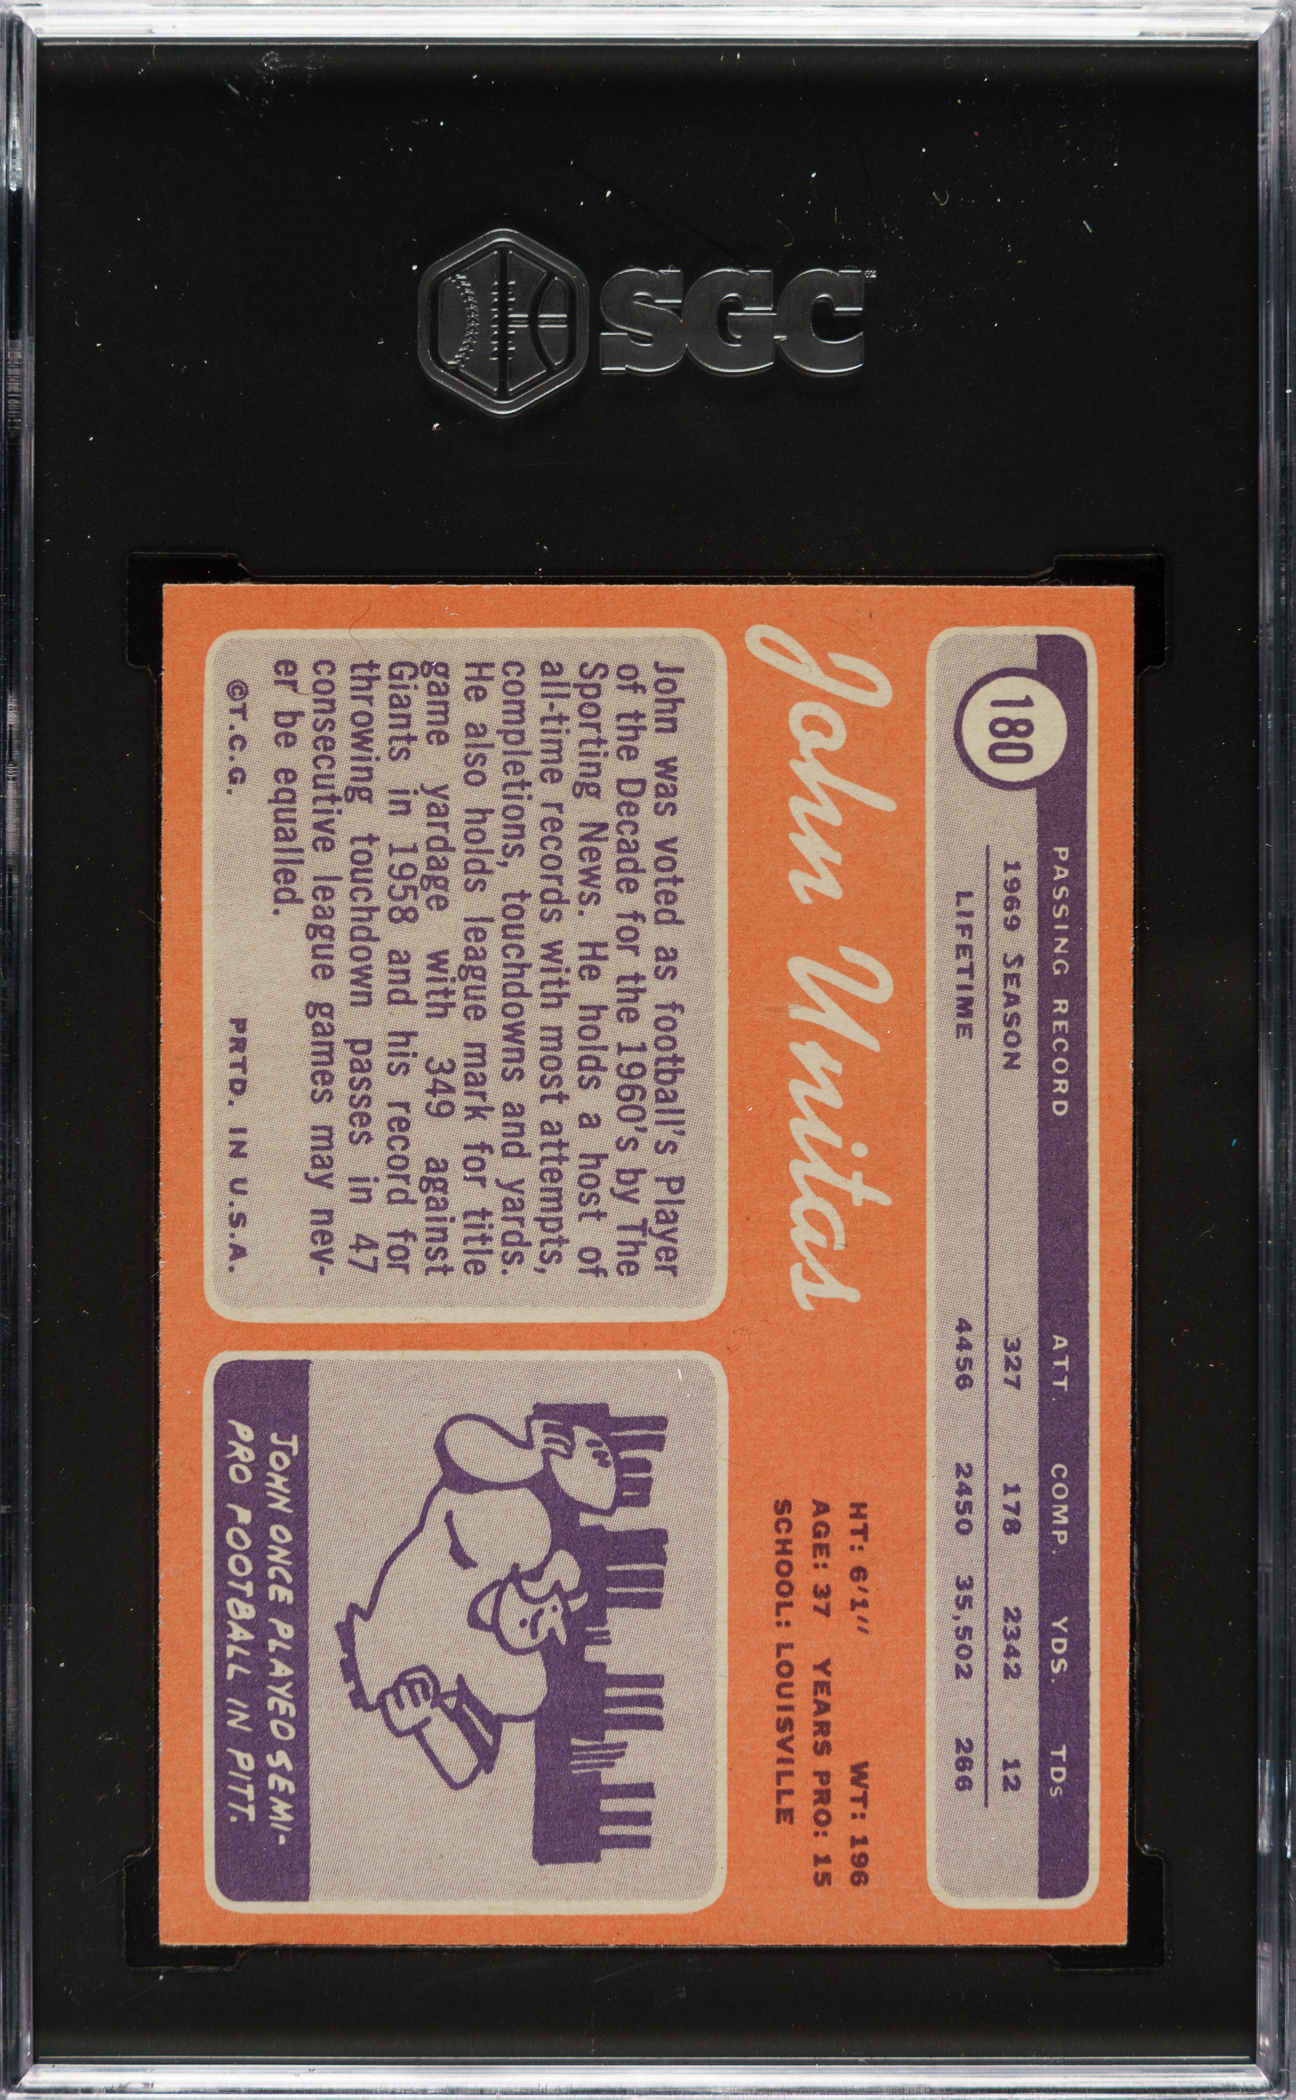 SGC
180
PASSING RECORD ATT. COMP. YDS. TDs
1969 SEASON 327 178 2342 12
LIFETIME 4456 2450 35,502 266
John Unitas
HT: 6'1'' WT: 196
AGE: 37 YEARS PRO: 15
SCHOOL: LOUISVILLE
John was voted as football's Player
of the Decade for the 1960's by The
Sporting News. He holds a host of
all-time records with most attempts,
completions, touchdowns and yards.
He also holds league mark for title
game yardage with 349 against
Giants in 1958 and his record for
throwing touchdown passes in 47
consecutive league games may nev-
er be equalled.
©T.C.G. PRTD. IN U.S.A.
JOHN ONCE PLAYED SEMI-
PRO FOOTBALL IN PITT.